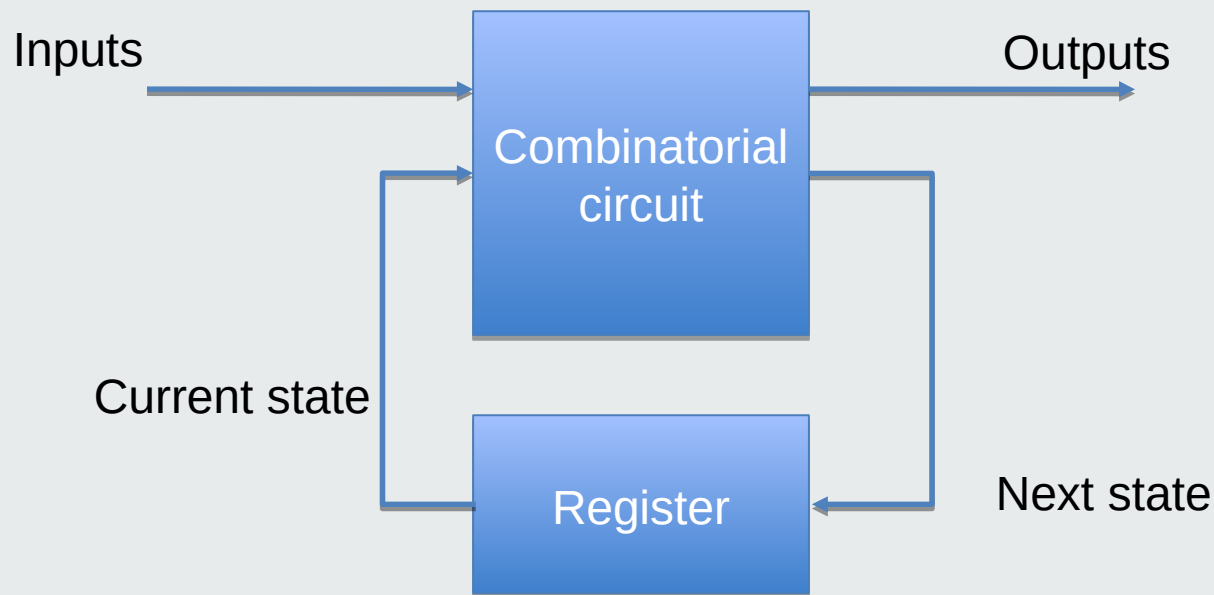 Inputs
Outputs
Combinatorial
circuit
Current state
Next state
Register